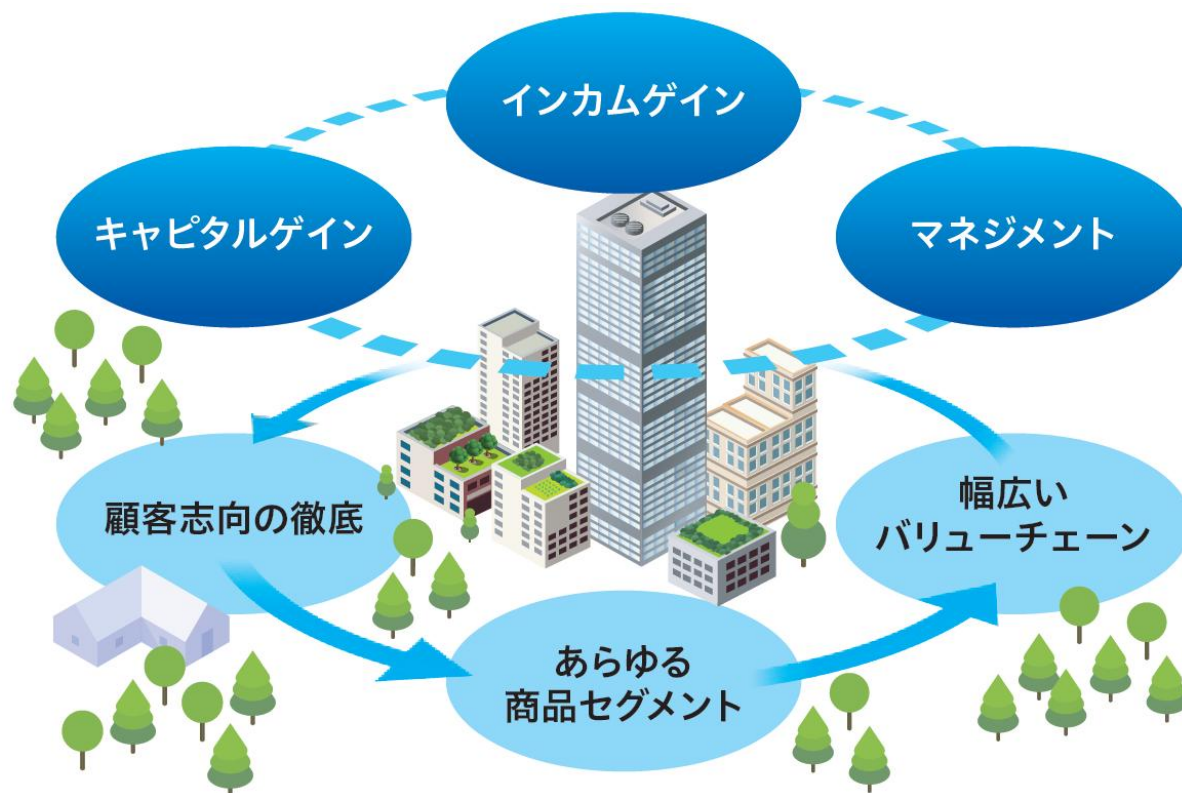 インカムゲイン
キャピタルゲイン
マネジメント
顧客志向の徹底
幅広い
バリューチェーン
あらゆる
商品セグメント